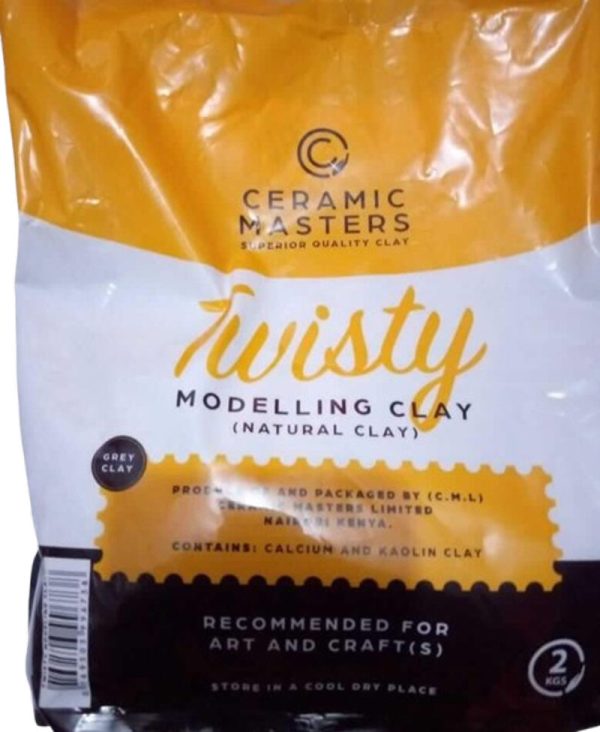 CERAMIC
MASTERS
SUPERIOR QUALITY CLAY
Twisty
MODELLING CLAY
(NATURAL CLAY)
GREY
CLAY
AND PACKAGED BY (C.M.L)
MASTERS LIMITED
NAIROBI KENYA.
CONTAINS: CALCIUM AND KAOLIN CLAY
RECOMMENDED FOR
ART AND CRAFT(S)
STORE IN A COOL DRY PLACE
2
KGS